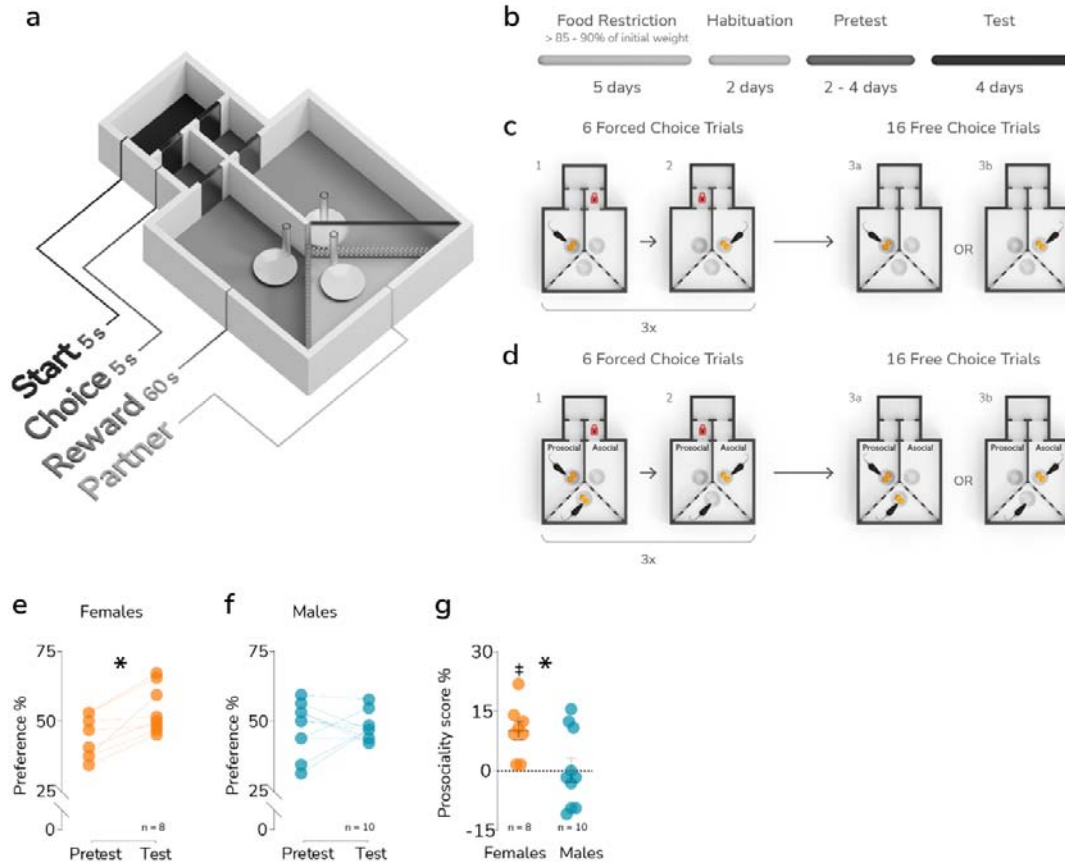 a
Start 5 s
Choice 5 s
Reward 60 s
Partner
b
Food Restriction
> 85 - 90% of initial weight
5 days
Habituation
2 days
Pretest
2 - 4 days
Test
4 days
c
6 Forced Choice Trials
16 Free Choice Trials
1
2
3a
3b
OR
3x
d
6 Forced Choice Trials
16 Free Choice Trials
1
2
3a
3b
Prosocial Asocial
Prosocial Asocial
Prosocial Asocial
Prosocial Asocial
OR
3x
e
Females
Preference %
75
*
50
25
0
n = 8
Pretest Test
f
Males
Preference %
75
50
25
0
n = 10
Pretest Test
g
Prosociality score %
30
‡ *
15
0
-15
n = 8 n = 10
Females Males